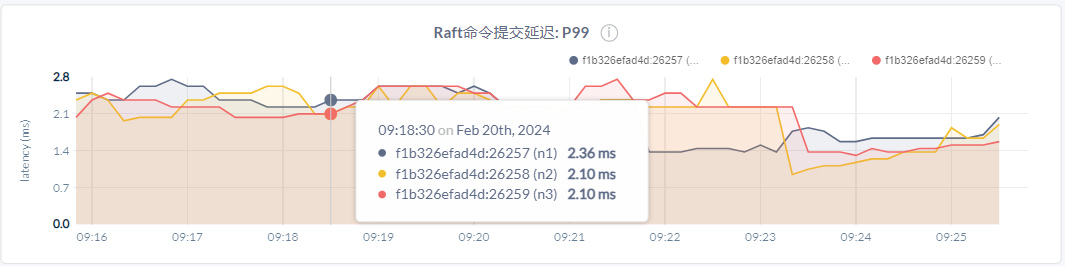 Raft命令提交延迟: P99 i
f1b326efad4d:26257 (... f1b326efad4d:26258 (... f1b326efad4d:26259 (...
2.8
2.1
1.4
0.7
0.0
latency (ms)
09:18:30 on Feb 20th, 2024
f1b326efad4d:26257 (n1) 2.36 ms
f1b326efad4d:26258 (n2) 2.10 ms
f1b326efad4d:26259 (n3) 2.10 ms
09:16 09:17 09:18 09:19 09:20 09:21 09:22 09:23 09:24 09:25